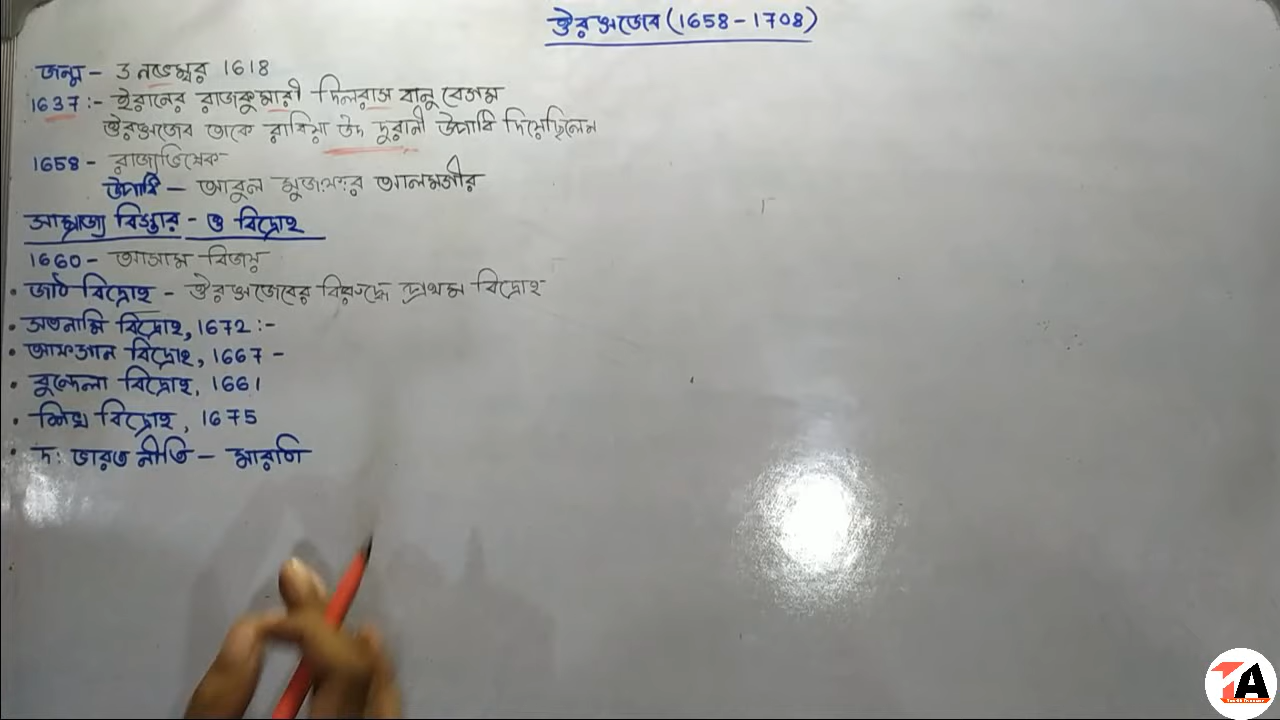 ঔরঙ্গজেব (1658 - 1708)
জন্ম - 3 নভেম্বর 1618
1637 :- ইরানের রাজকুমারী দিলরাস বানু বেগম
ঔরঙ্গজেব তাকে রাবিয়া উদ দুরানী উপাধি দিয়েছিলেন
1658 - রাজ্যাভিষেক
উপাধি - আবুল মুজাফফর আলমগীর
সাম্রাজ্য বিস্তার - ও বিদ্রোহ
1660 - আসাম বিজয়
• জাঠ বিদ্রোহ - ঔরঙ্গজেবের বিরুদ্ধে প্রথম বিদ্রোহ
• সতনামি বিদ্রোহ, 1672 :-
• আফগান বিদ্রোহ, 1667 -
• বুন্দেলা বিদ্রোহ, 1661
• শিখ বিদ্রোহ, 1675
• দঃ ভারত নীতি - সারণি
TA